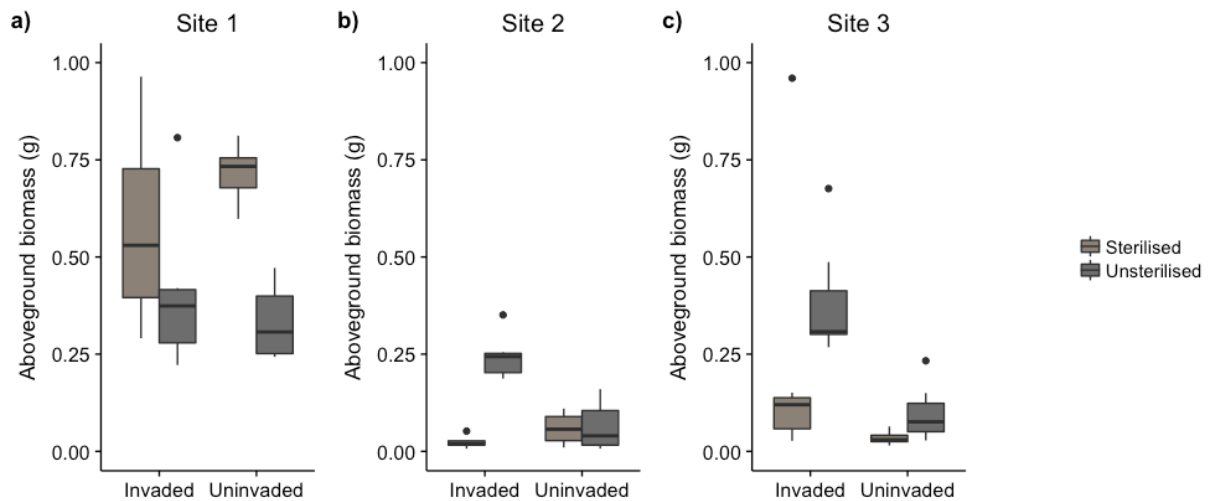 a) Site 1 b) Site 2 c) Site 3
Aboveground biomass (g)
1.00
0.75
0.50
0.25
0.00
Invaded Uninvaded
Aboveground biomass (g)
1.00
0.75
0.50
0.25
0.00
Invaded Uninvaded
Aboveground biomass (g)
1.00
0.75
0.50
0.25
0.00
Invaded Uninvaded
Sterilised
Unsterilised